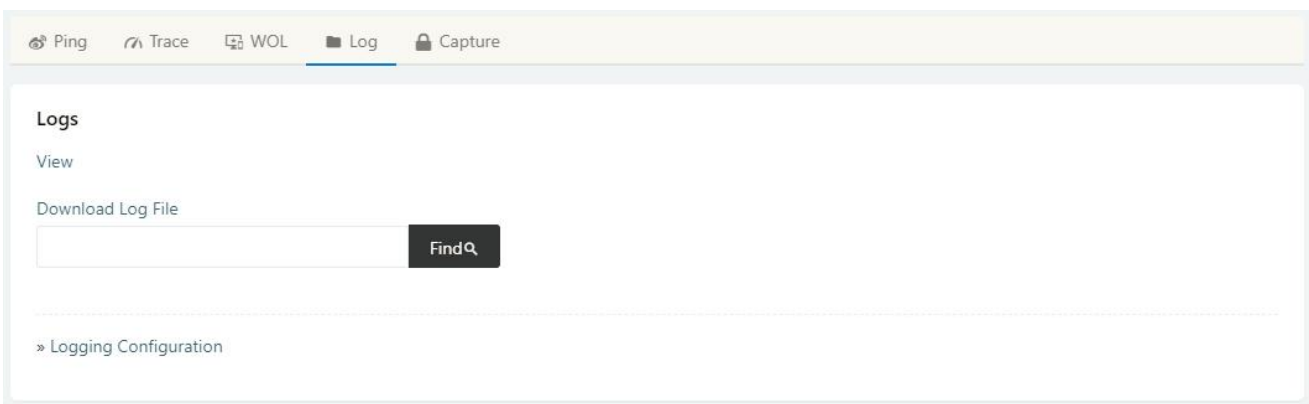 Ping Trace WOL Log Capture
Logs
View
Download Log File
Find
» Logging Configuration